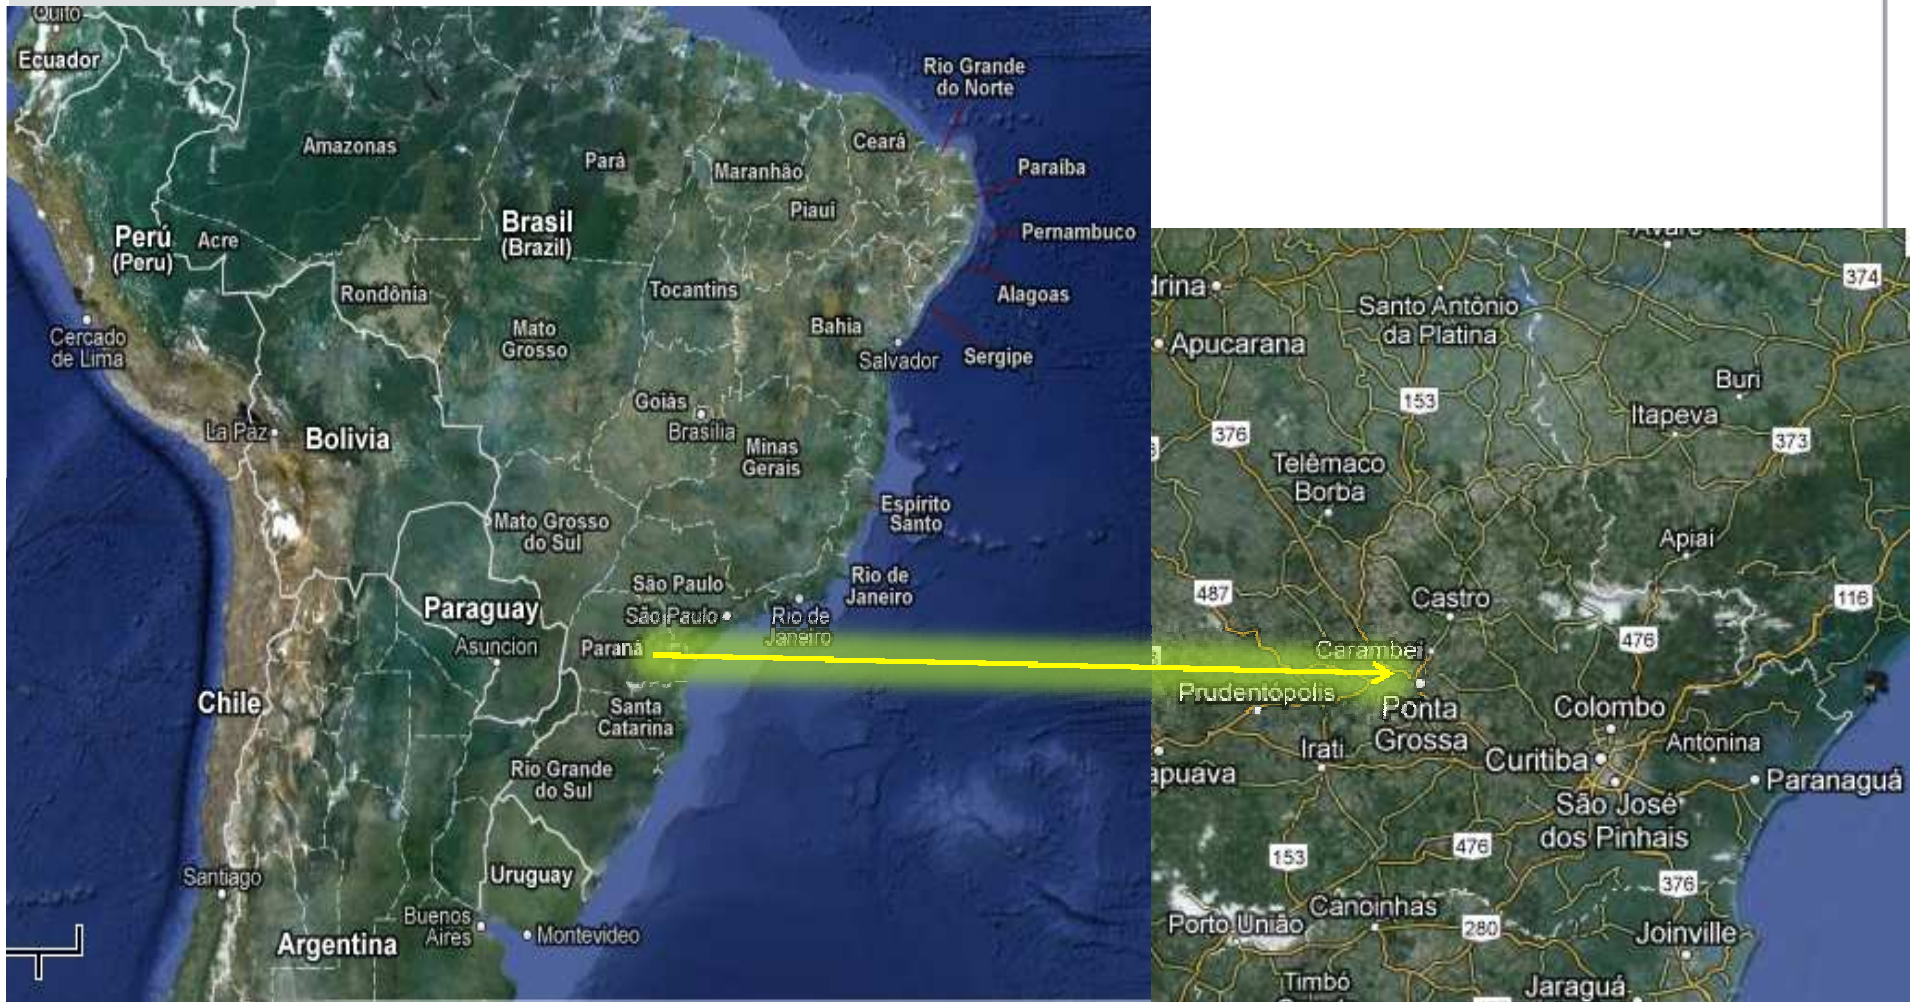 Quito
Ecuador
Rio Grande
do Norte
Amazonas
Pará
Ceará
Maranhão
Paraíba
Piauí
Perú
(Peru)
Acre
Brasil
(Brazil)
Pernambuco
Rondônia
Tocantins
Alagoas
Cercado
de Lima
Mato
Grosso
Bahia
Salvador
Sergipe
Goiás
Brasília
La Paz
Bolivia
Minas
Gerais
Espírito
Santo
Mato Grosso
do Sul
São Paulo
Rio de
Janeiro
Paraguay
São Paulo
Rio de
Janeiro
Asuncion
Paraná
Chile
Santa
Catarina
Rio Grande
do Sul
Santiago
Uruguay
Buenos
Aires
Montevideo
Argentina
drina
374
Santo Antônio
da Platina
Apucarana
Buri
153
Itapeva
376
373
Telêmaco
Borba
Apiaí
487
Castro
116
476
Carambeí
Prudentópolis
Ponta
Grossa
Colombo
Irati
Curitiba
Antonina
apuava
Paranaguá
São José
dos Pinhais
153
476
376
Porto União
Canoinhas
280
Joinville
Timbó
Jaraguá